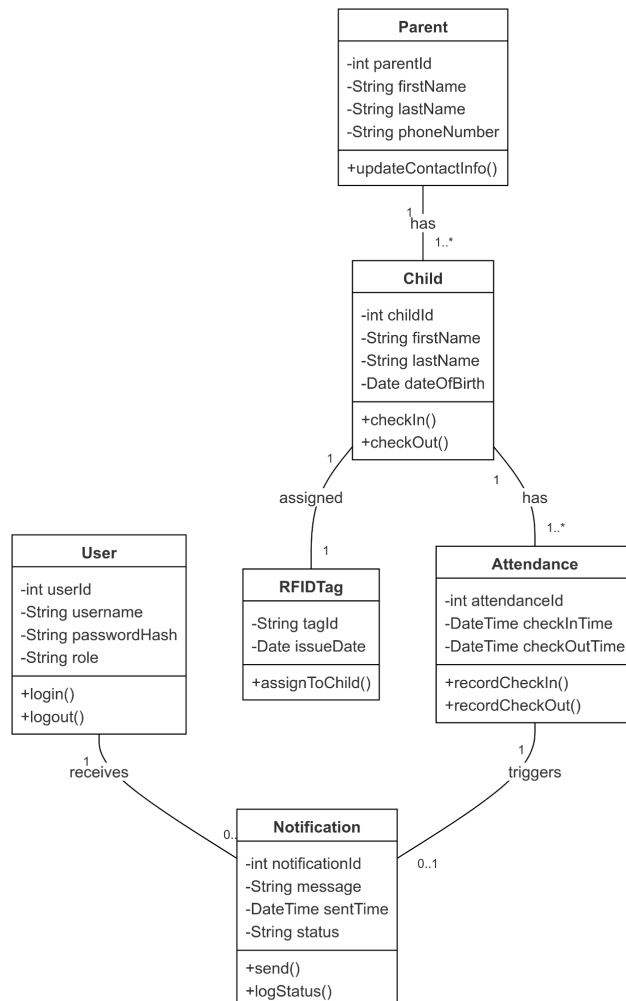 Parent
-int parentId
-String firstName
-String lastName
-String phoneNumber
+updateContactInfo()
1
has
1..*
Child
-int childId
-String firstName
-String lastName
-Date dateOfBirth
+checkIn()
+checkOut()
1
assigned
1
1
has
1..*
User
-int userId
-String username
-String passwordHash
-String role
+login()
+logout()
RFIDTag
-String tagId
-Date issueDate
+assignToChild()
Attendance
-int attendanceId
-DateTime checkInTime
-DateTime checkOutTime
+recordCheckIn()
+recordCheckOut()
1
receives
0..
1
triggers
0..1
Notification
-int notificationId
-String message
-DateTime sentTime
-String status
+send()
+logStatus()